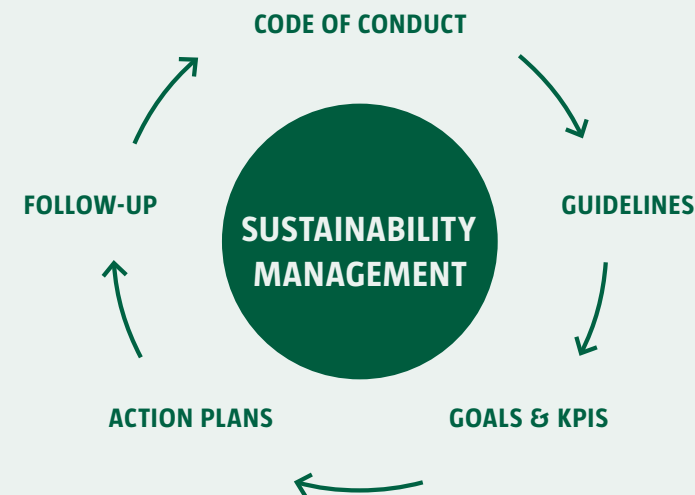 CODE OF CONDUCT
GUIDELINES
GOALS & KPIS
ACTION PLANS
FOLLOW-UP
SUSTAINABILITY
MANAGEMENT